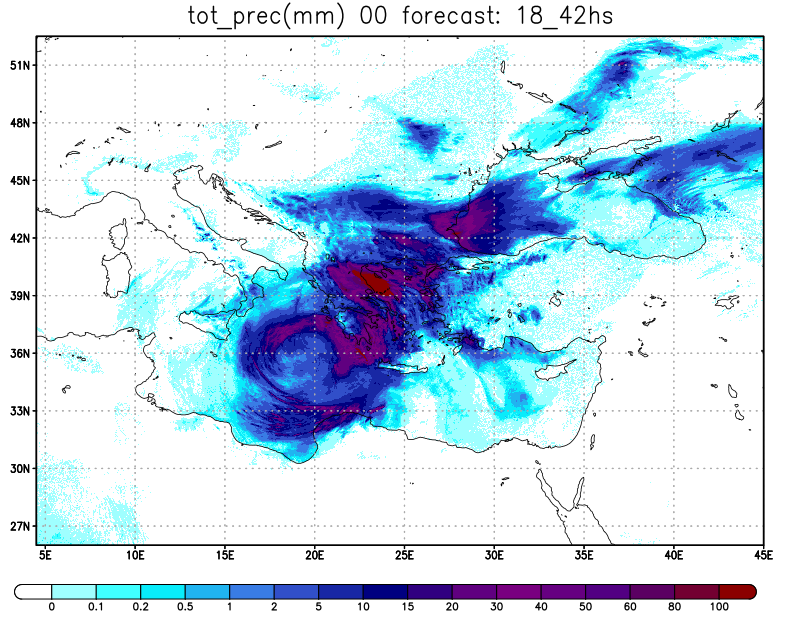 tot_prec(mm) 00 forecast: 18_42hs
51N
48N
45N
42N
39N
36N
33N
30N
27N
5E 10E 15E 20E 25E 30E 35E 40E 45E
0 0.1 0.2 0.5 1 2 5 10 15 20 30 40 50 60 80 100